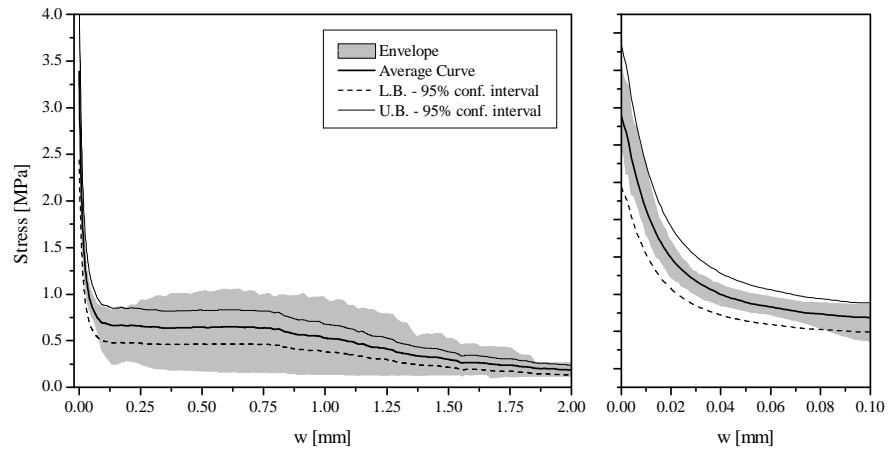 Stress [MPa]
4.0
3.5
3.0
2.5
2.0
1.5
1.0
0.5
0.0
Envelope
Average Curve
L.B. - 95% conf. interval
U.B. - 95% conf. interval
0.00 0.25 0.50 0.75 1.00 1.25 1.50 1.75 2.00
w [mm]
0.00 0.02 0.04 0.06 0.08 0.10
w [mm]